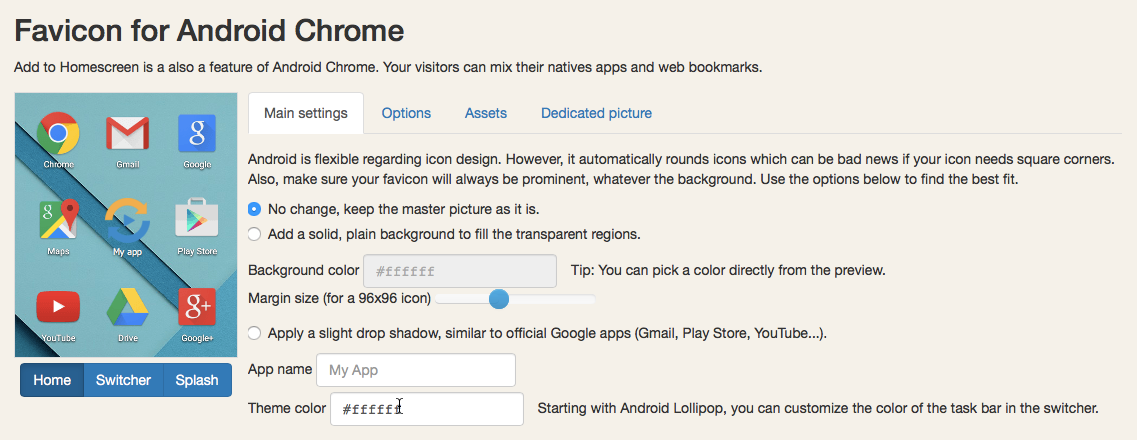 Favicon for Android Chrome
Add to Homescreen is a also a feature of Android Chrome. Your visitors can mix their natives apps and web bookmarks.
Chrome
Gmail
Google
Maps
My app
Play Store
YouTube
Drive
Google+
Home
Switcher
Splash
Main settings
Options
Assets
Dedicated picture
Android is flexible regarding icon design. However, it automatically rounds icons which can be bad news if your icon needs square corners.
Also, make sure your favicon will always be prominent, whatever the background. Use the options below to find the best fit.
No change, keep the master picture as it is.
Add a solid, plain background to fill the transparent regions.
Background color #ffffff Tip: You can pick a color directly from the preview.
Margin size (for a 96x96 icon)
Apply a slight drop shadow, similar to official Google apps (Gmail, Play Store, YouTube...).
App name My App
Theme color #ffffff Starting with Android Lollipop, you can customize the color of the task bar in the switcher.